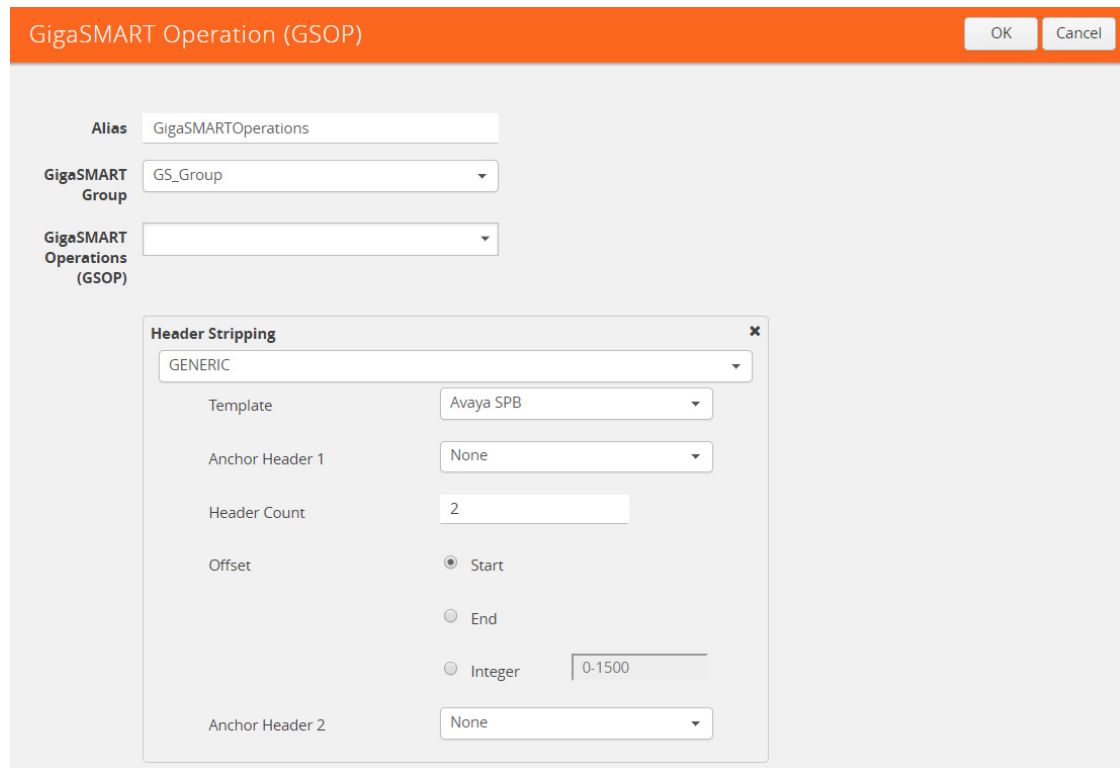 GigaSMART Operation (GSOP)
OK
Cancel
Alias
GigaSMARTOperations
GigaSMART
Group
GS_Group
GigaSMART
Operations
(GSOP)
Header Stripping
GENERIC
Template
Avaya SPB
Anchor Header 1
None
Header Count
2
Offset
Start
End
Integer
0-1500
Anchor Header 2
None